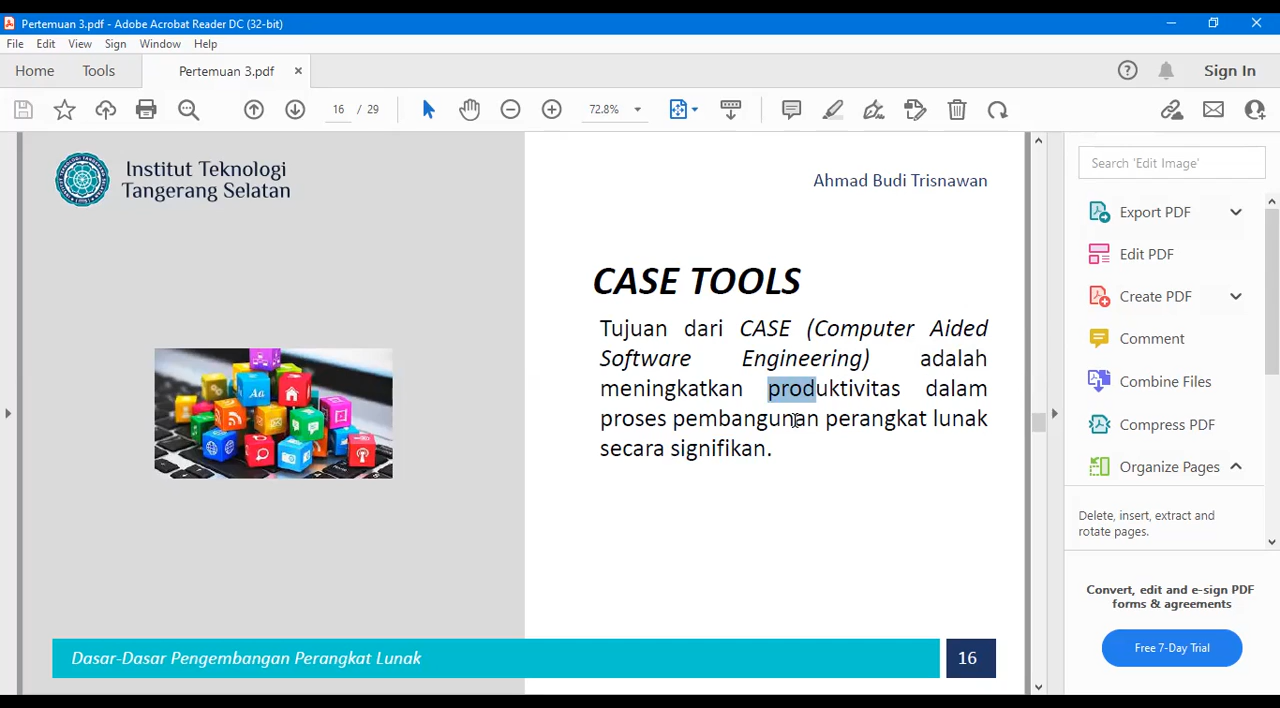 Pertemuan 3.pdf - Adobe Acrobat Reader DC (32-bit)
File Edit View Sign Window Help
Home Tools Pertemuan 3.pdf × Sign In
16 / 29 72.8%
Institut Teknologi
Tangerang Selatan
Ahmad Budi Trisnawan
CASE TOOLS
Tujuan dari CASE (Computer Aided
Software Engineering) adalah
meningkatkan produktivitas dalam
proses pembangunan perangkat lunak
secara signifikan.
Aa
Dasar-Dasar Pengembangan Perangkat Lunak
16
Search 'Edit Image'
Export PDF
Edit PDF
Create PDF
Comment
Combine Files
Compress PDF
Organize Pages
Delete, insert, extract and
rotate pages.
Convert, edit and e-sign PDF
forms & agreements
Free 7-Day Trial